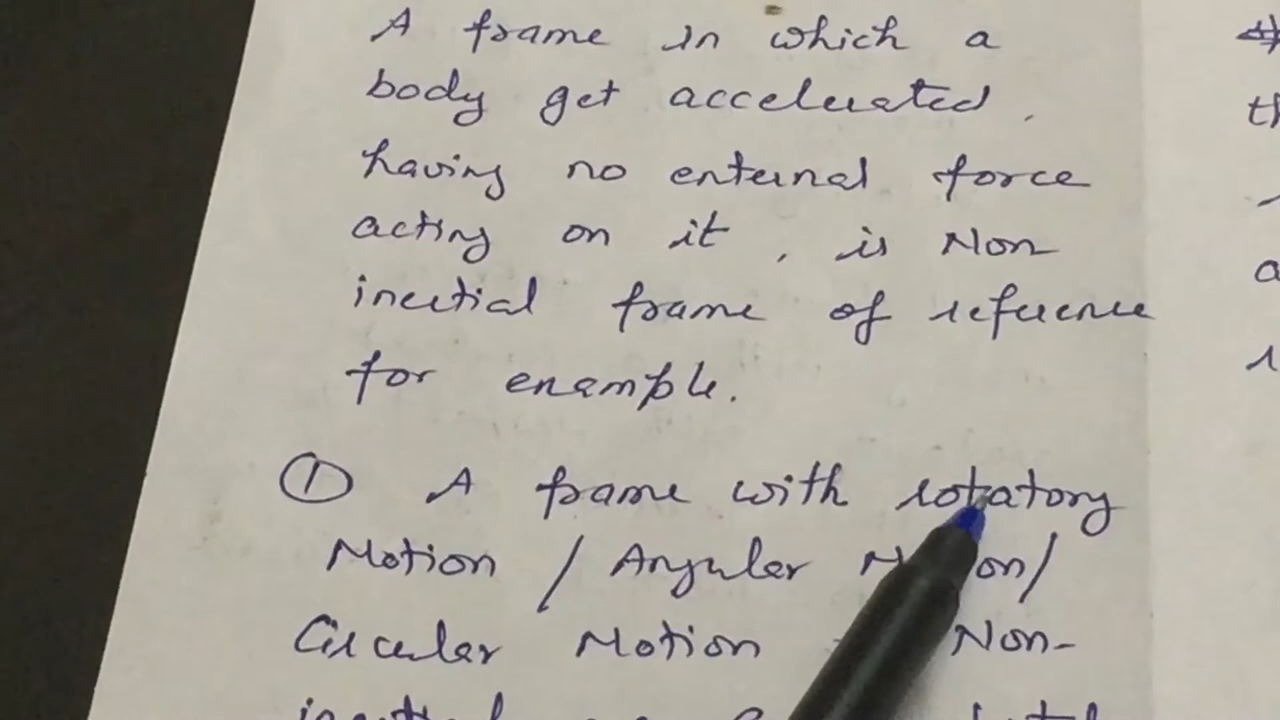 A frame in which a
body get accelerated,
having no external force
acting on it, is Non
inertial frame of reference
for example.
① A frame with rotatory
Motion / Angular /
Circular Motion Non-